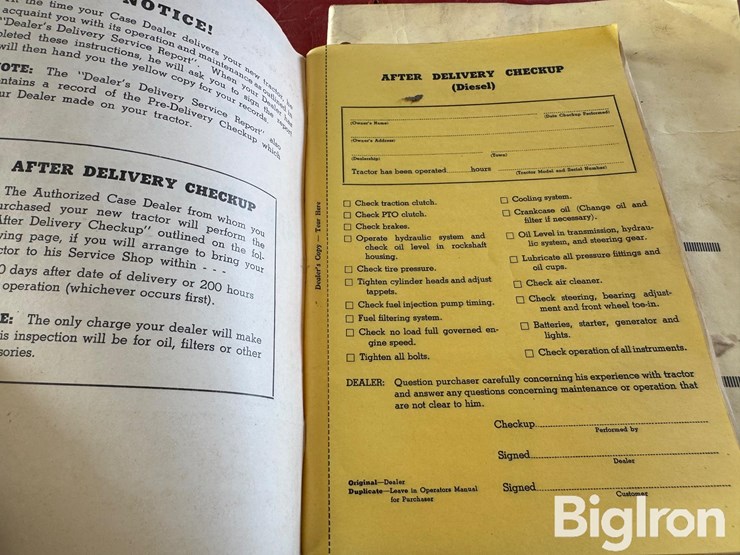 NOTICE!
the time your Case Dealer delivers your new tractor, he
acquaint you with its operation and maintenance as outlined in
"Dealer's Delivery Service Report". When your Dealer has
pleted these instructions, he will ask you to sign the report
will then hand you the yellow copy for your records.
OTE: The "Dealer's Delivery Service Report" also
ntains a record of the Pre-Delivery Checkup which
ur Dealer made on your tractor.
AFTER DELIVERY CHECKUP
The Authorized Case Dealer from whom you
urchased your new tractor will perform the
After Delivery Checkup" outlined on the fol-
wing page, if you will arrange to bring your
ctor to his Service Shop within - - -
0 days after date of delivery or 200 hours
operation (whichever occurs first).
E: The only charge your dealer will make
is inspection will be for oil, filters or other
sories.
Dealer's Copy — Tear Here
AFTER DELIVERY CHECKUP
(Diesel)
(Owner's Name) (Date Checkup Performed)
(Owner's Address)
(Dealership) (Town)
Tractor has been operated hours
(Tractor Model and Serial Number)
Check traction clutch.
Check PTO clutch.
Check brakes.
Operate hydraulic system and
check oil level in rockshaft
housing.
Check tire pressure.
Tighten cylinder heads and adjust
tappets.
Check fuel injection pump timing.
Fuel filtering system.
Check no load full governed en-
gine speed.
Tighten all bolts.
Cooling system.
Crankcase oil (Change oil and
filter if necessary).
Oil Level in transmission, hydrau-
lic system, and steering gear.
Lubricate all pressure fittings and
oil cups.
Check air cleaner.
Check steering, bearing adjust-
ment and front wheel toe-in.
Batteries, starter, generator and
lights.
Check operation of all instruments.
DEALER: Question purchaser carefully concerning his experience with tractor
and answer any questions concerning maintenance or operation that
are not clear to him.
Checkup
Performed by
Signed
Dealer
Signed
Customer
Original—Dealer
Duplicate—Leave in Operators Manual
for Purchaser
BigIron